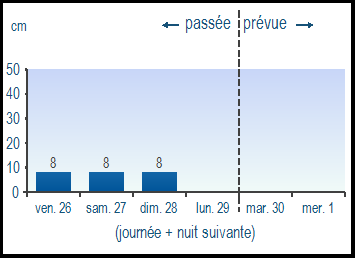 passée prévue
cm
50
40
30
20
10
0
8 8 8
ven. 26 sam. 27 dim. 28 lun. 29 mar. 30 mer. 1
(journée + nuit suivante)